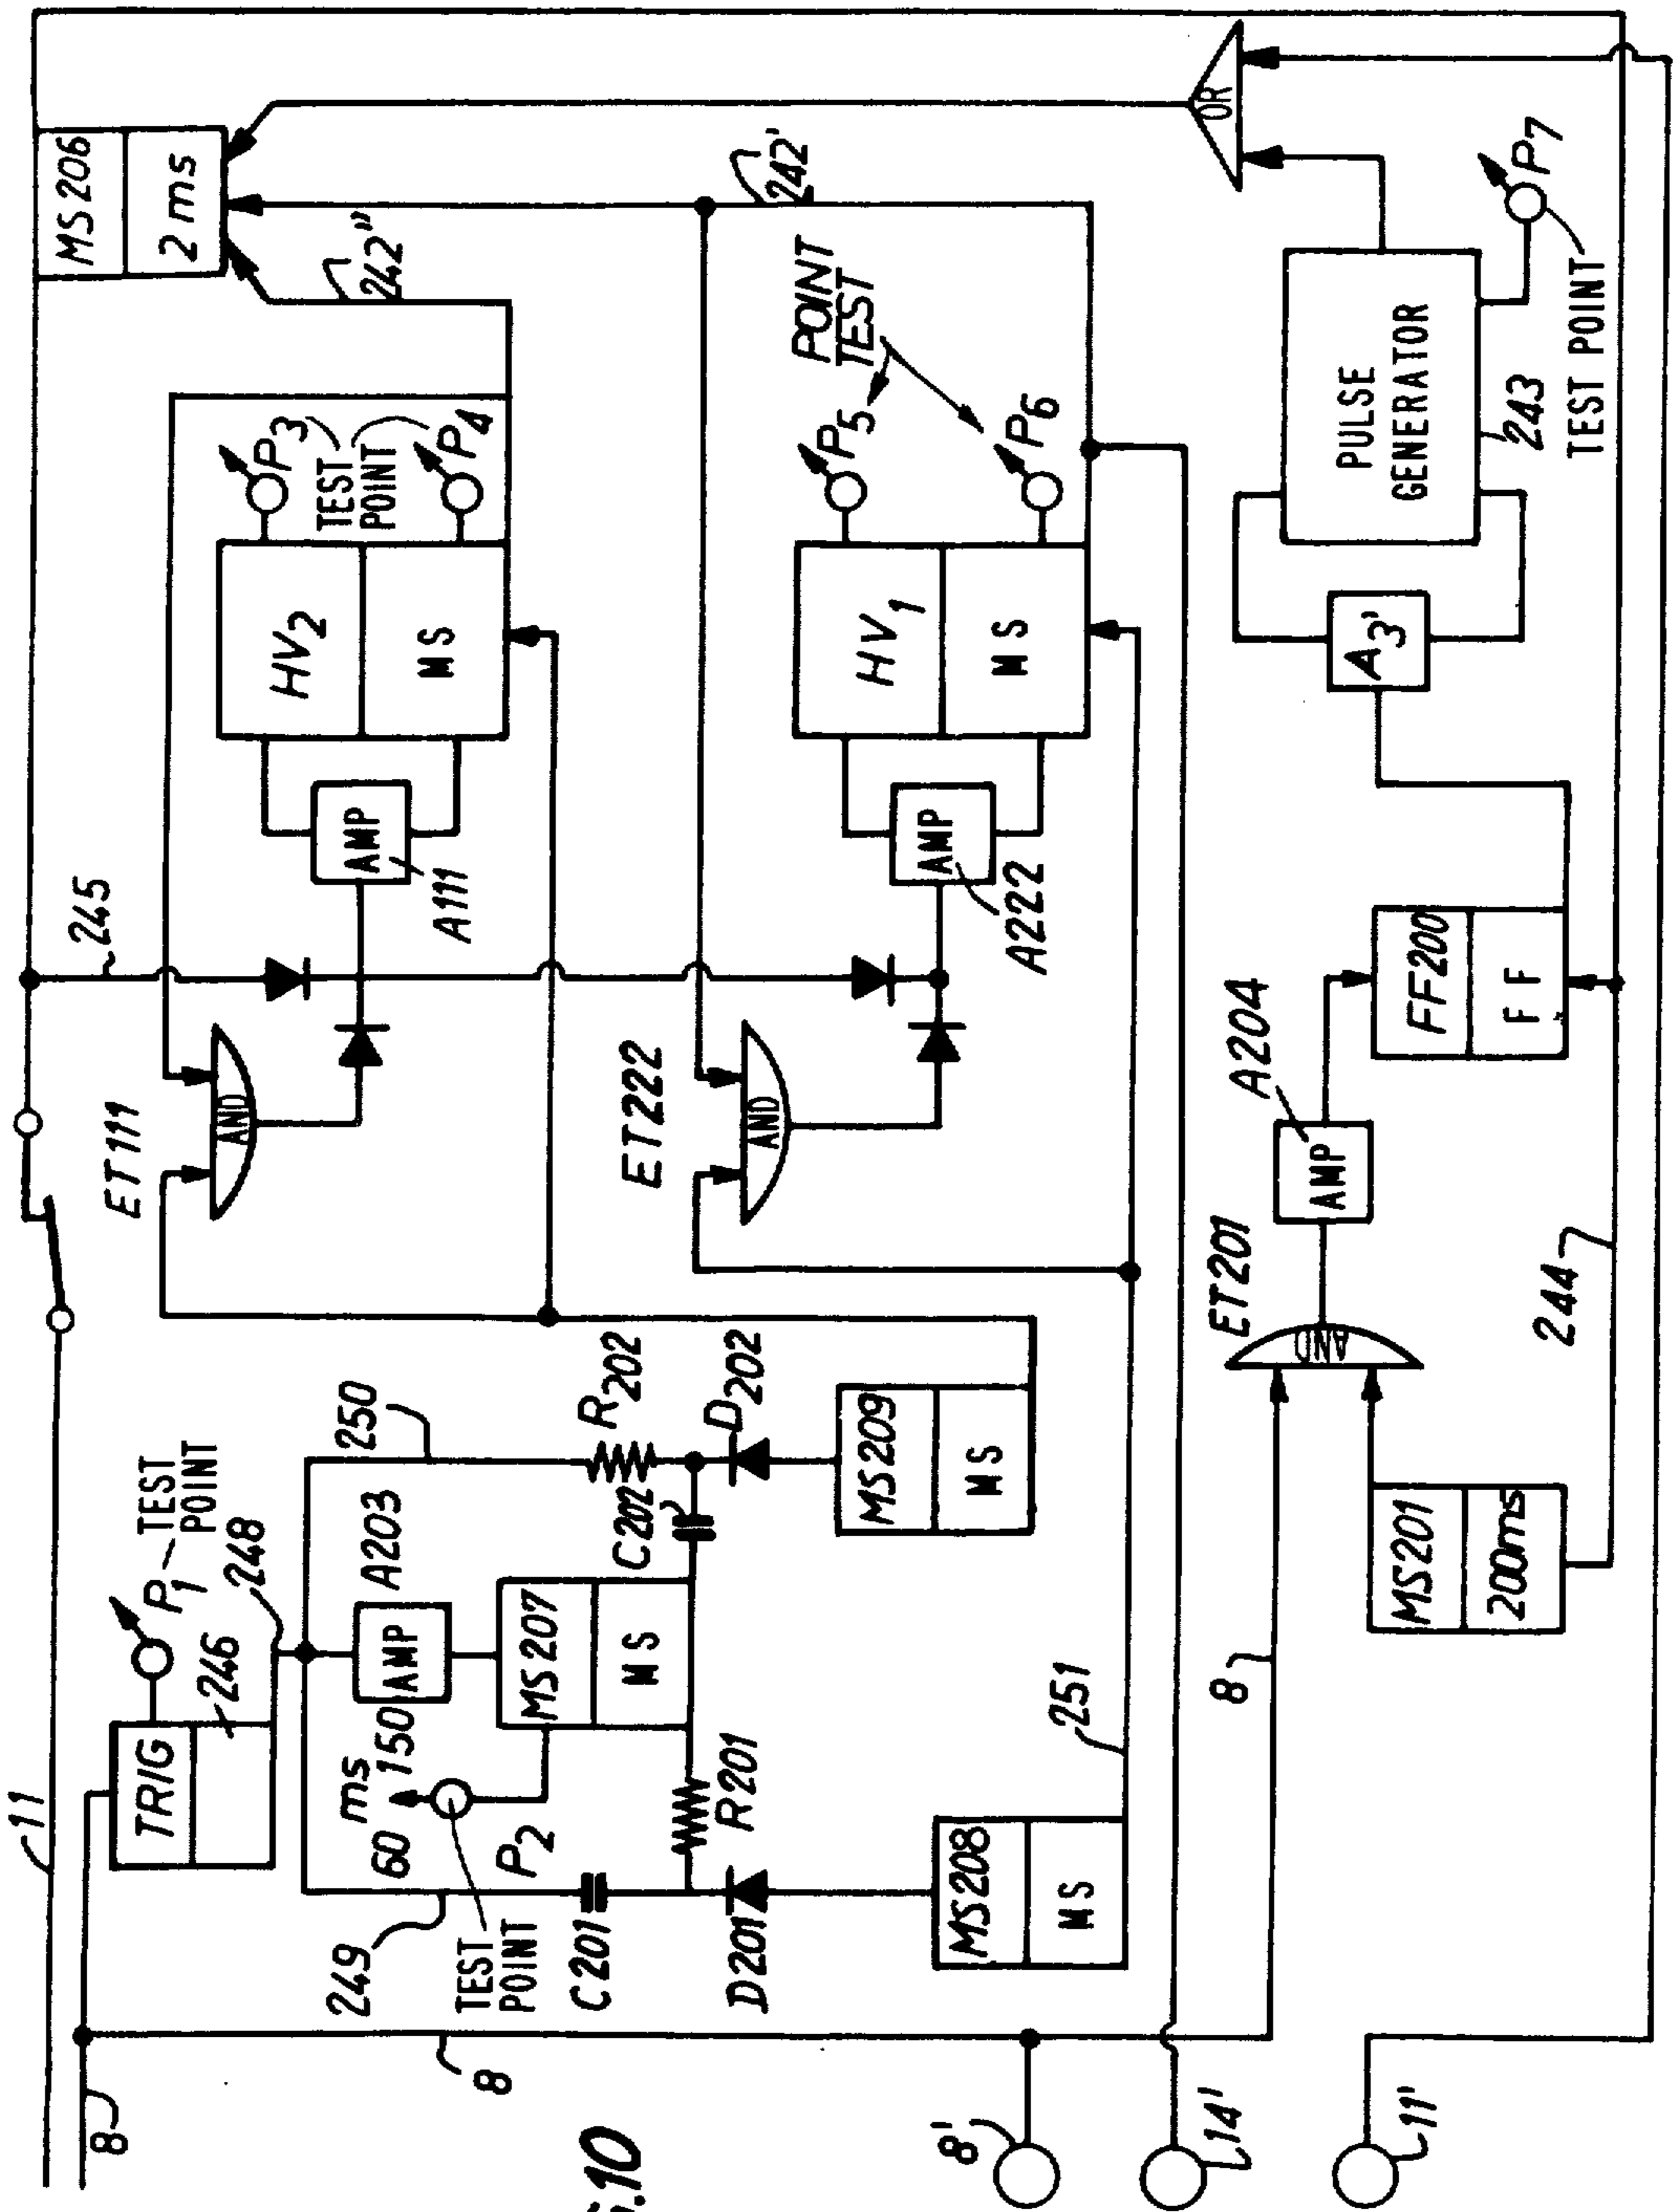 11
8
TRIG
246
P1
TEST
POINT
248
250
245
ET111
AND
AMP
A111
HV2
MS
P3
TEST
POINT
P4
242"
MS206
2 ms
249
60 150
ms
P2
TEST
POINT
A203
AMP
MS207
MS
R202
C202
D202
C201
R201
D201
MS209
MS
MS208
MS
251
ET222
AND
AMP
A222
HV1
MS
P5
P6
POINT
TEST
242'
8
8'
14'
11'
8
MS201
200ms
ET201
AND
AMP
A204
FF200
FF
244
A3'
PULSE
GENERATOR
243
P7
TEST POINT
OR
.10